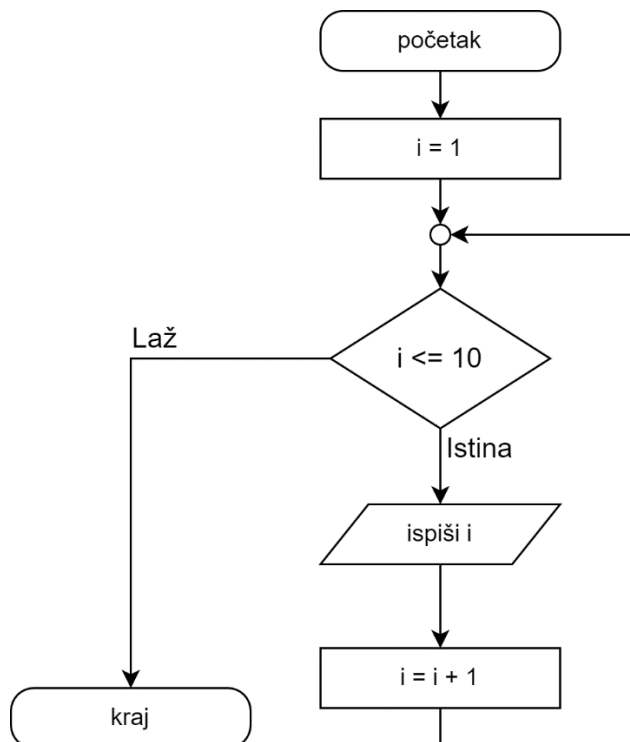 početak
i = 1
i <= 10
Laž
Istina
ispiši i
i = i + 1
kraj